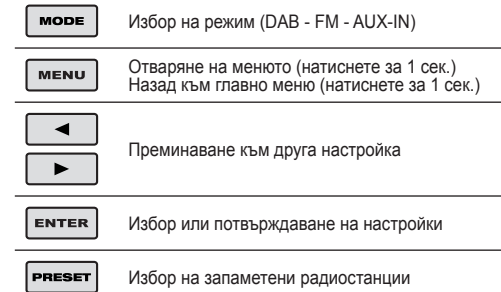 MODE Избор на режим (DAB - FM - AUX-IN)
MENU Отваряне на менюто (натиснете за 1 сек.)
Назад към главно меню (натиснете за 1 сек.)
Преминаване към друга настройка
ENTER Избор или потвърждаване на настройки
PRESET Избор на запаметени радиостанции